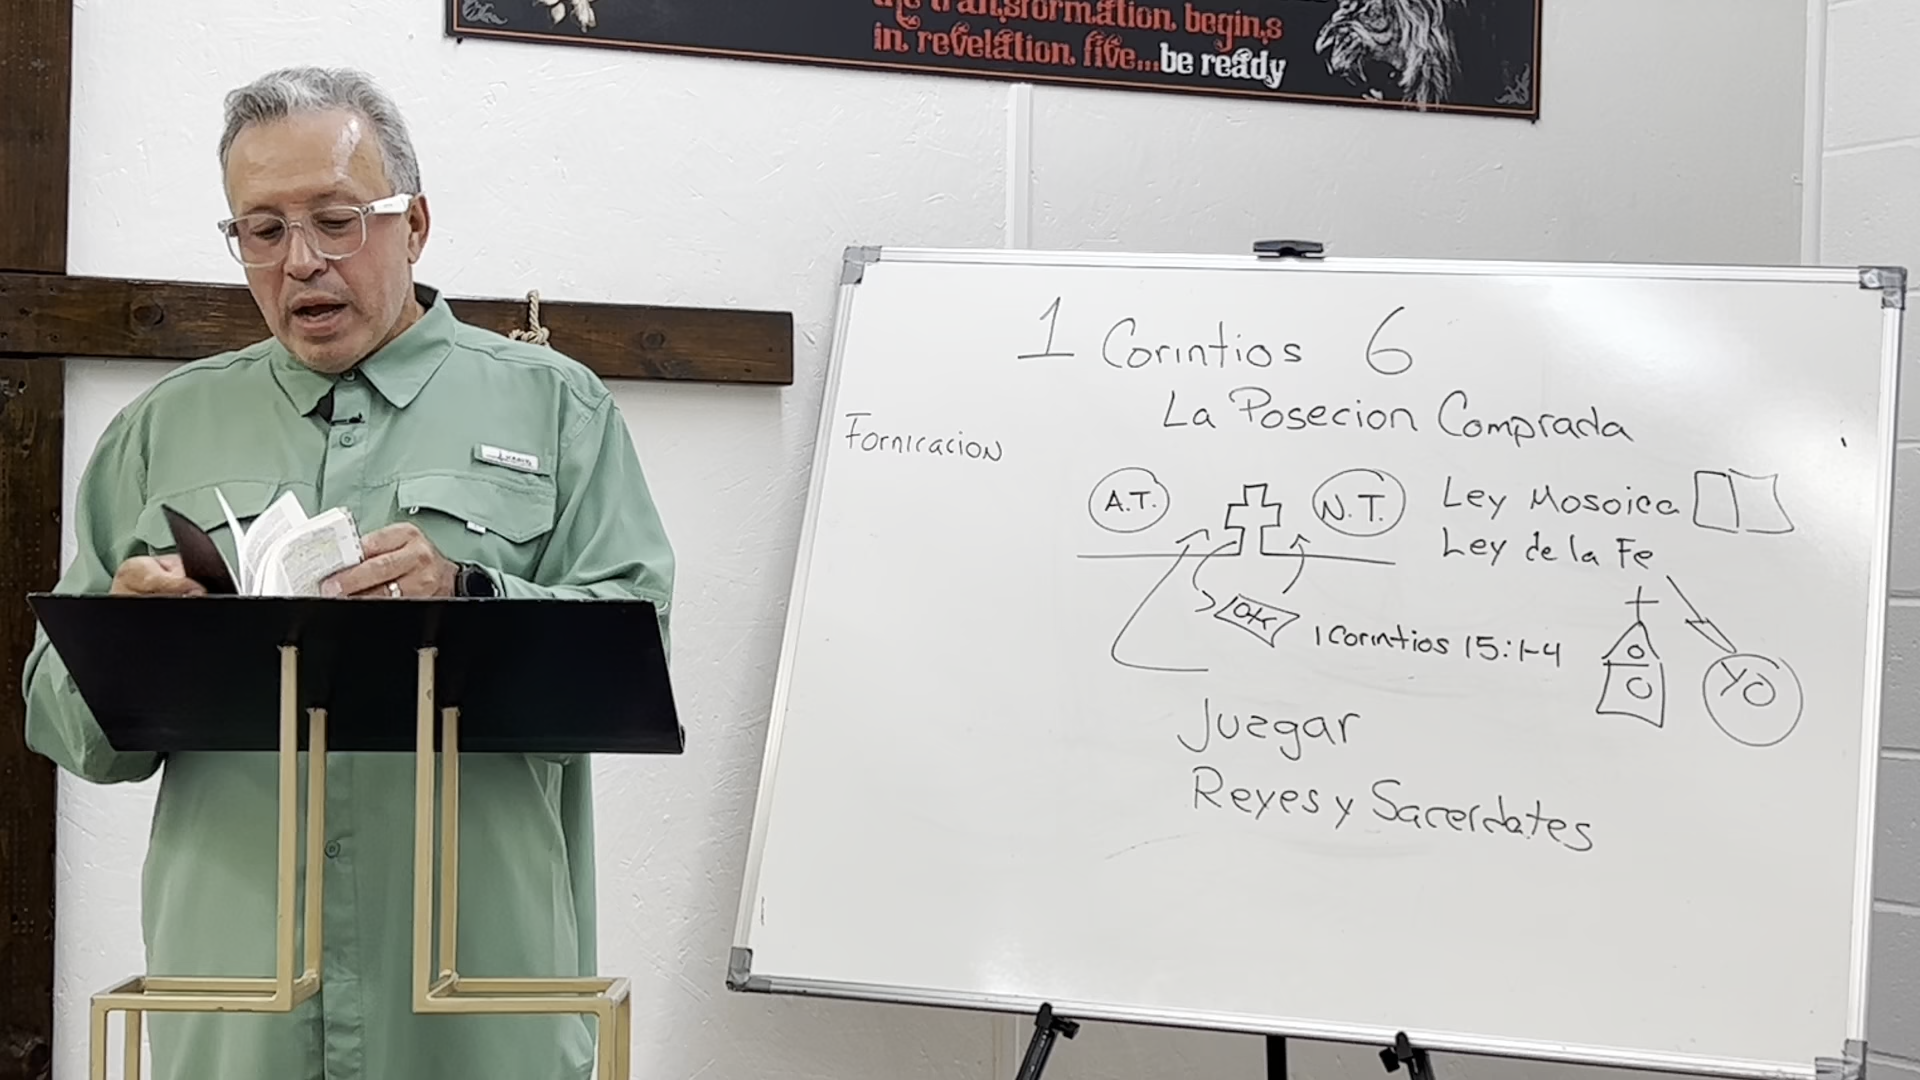 the transformation begins
in revelation five...be ready
1 Corintios 6
La Posecion Comprada
Fornicacion
A.T.
N.T.
Ley Mosoica
Ley de la Fe
1 Corintios 15:1-4
YO
Juzgar
Reyes y Sacerdotes